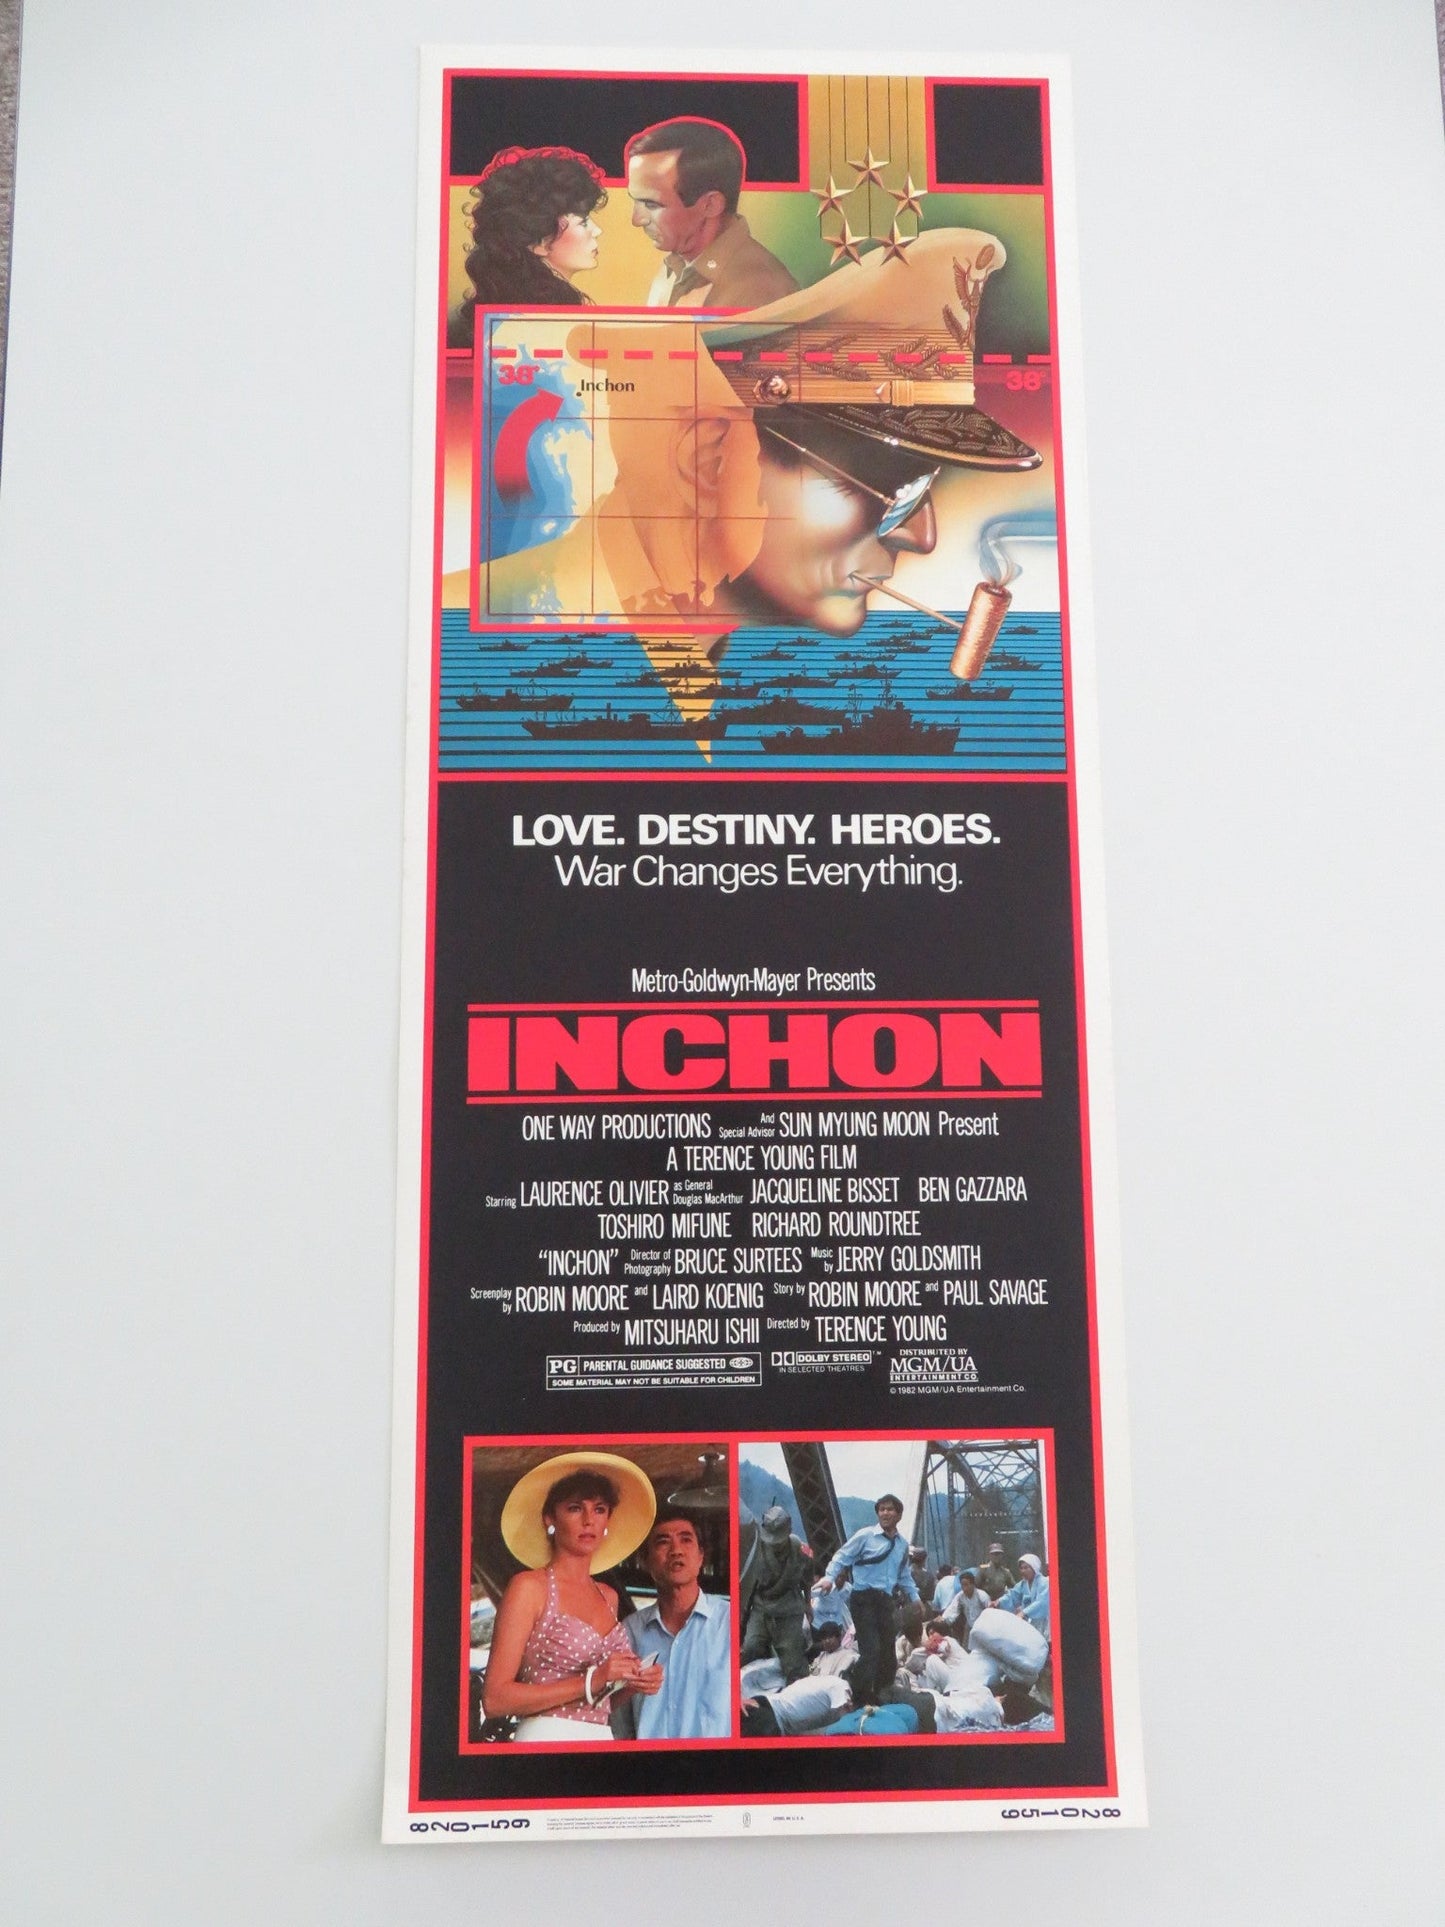 38°
Inchon
38°
LOVE. DESTINY. HEROES.
War Changes Everything.
Metro-Goldwyn-Mayer Presents
INCHON
ONE WAY PRODUCTIONS And Special Advisor SUN MYUNG MOON Present
A TERENCE YOUNG FILM
Starring LAURENCE OLIVIER as General Douglas MacArthur JACQUELINE BISSET BEN GAZZARA
TOSHIRO MIFUNE RICHARD ROUNDTREE
"INCHON" Director of Photography BRUCE SURTEES Music by JERRY GOLDSMITH
Screenplay by ROBIN MOORE and LAIRD KOENIG Story by ROBIN MOORE and PAUL SAVAGE
Produced by MITSUHARU ISHII Directed by TERENCE YOUNG
PG PARENTAL GUIDANCE SUGGESTED
SOME MATERIAL MAY NOT BE SUITABLE FOR CHILDREN
DOLBY STEREO™
IN SELECTED THEATRES
DISTRIBUTED BY
MGM/UA
ENTERTAINMENT CO.
© 1982 MGM/UA Entertainment Co.
820159
820159